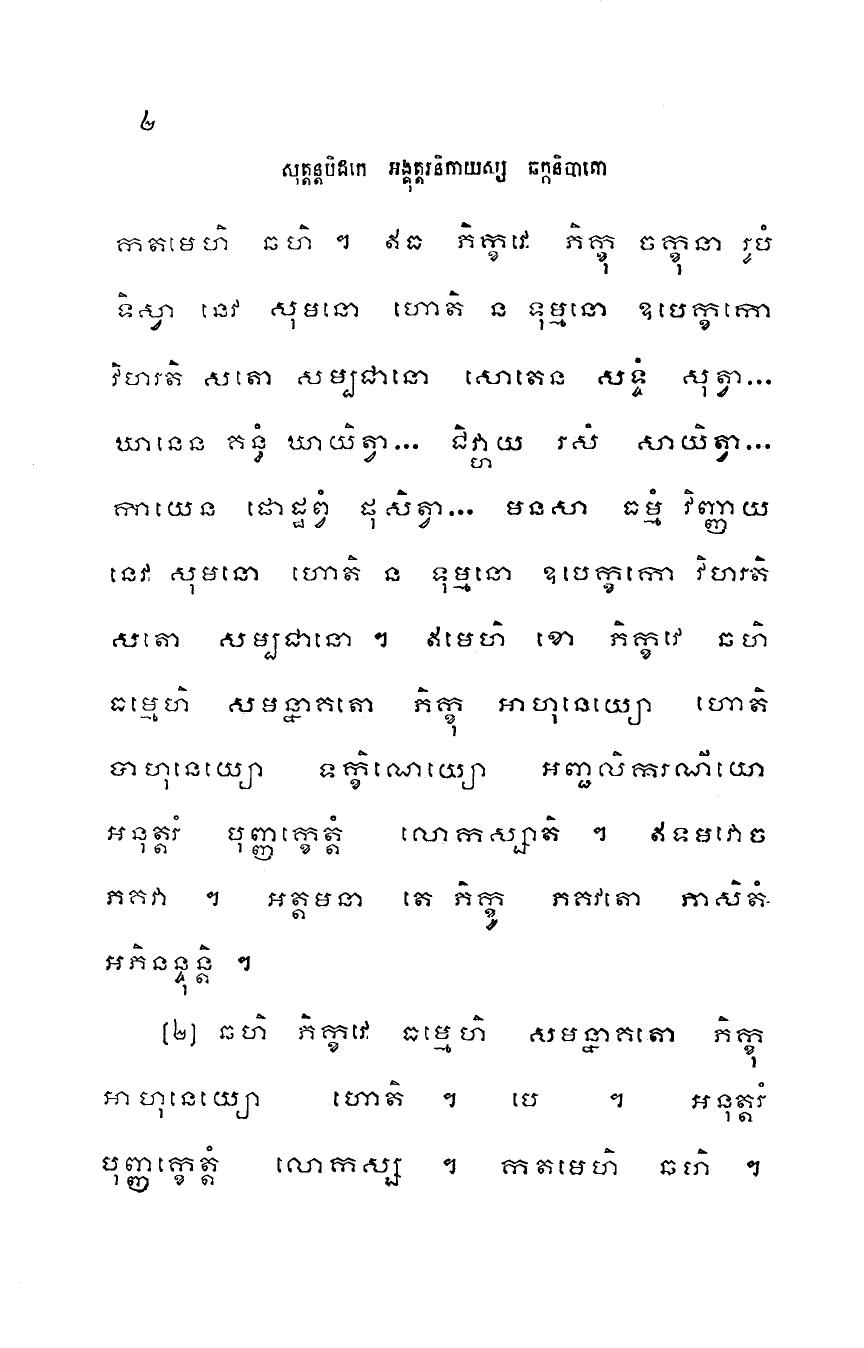 ២
សុត្តន្តបិដកេ អង្គុត្តរនិកាយស្ស ឆក្កនិបាតោ
កតមេហិ ឆហិ ។ ឥធ ភិក្ខវេ ភិក្ខុ ចក្ខុនា រូបំ
ទិស្វា នេវ សុមនោ ហោតិ ន ទុម្មនោ ឧបេក្ខកោ
វិហរតិ សតោ សម្បជានោ សោតេន សទ្ទំ សុត្វា...
ឃានេន គន្ធំ ឃាយិត្វា... ជិវ្ហាយ រសំ សាយិត្វា...
កាយេន ផោដ្ឋព្វំ ផុសិត្វា... មនសា ធម្មំ វិញ្ញាយ
នេវ សុមនោ ហោតិ ន ទុម្មនោ ឧបេក្ខកោ វិហរតិ
សតោ សម្បជានោ ។ ឥមេហិ ខោ ភិក្ខវេ ឆហិ
ធម្មេហិ សមន្នាគតោ ភិក្ខុ អាហុនេយ្យោ ហោតិ
បាហុនេយ្យោ ទក្ខិណេយ្យោ អញ្ជលិករណីយោ
អនុត្តរំ បុញ្ញក្ខេត្តំ លោកស្សាតិ ។ ឥទមវោច
ភគវា ។ អត្តមនា តេ ភិក្ខូ ភគវតោ ភាសិតំ
អភិនន្ទុន្តិ ។
[២] ឆហិ ភិក្ខវេ ធម្មេហិ សមន្នាគតោ ភិក្ខុ
អាហុនេយ្យោ ហោតិ ។ បេ ។ អនុត្តរំ
បុញ្ញក្ខេត្តំ លោកស្ស ។ កតមេហិ ឆហិ ។